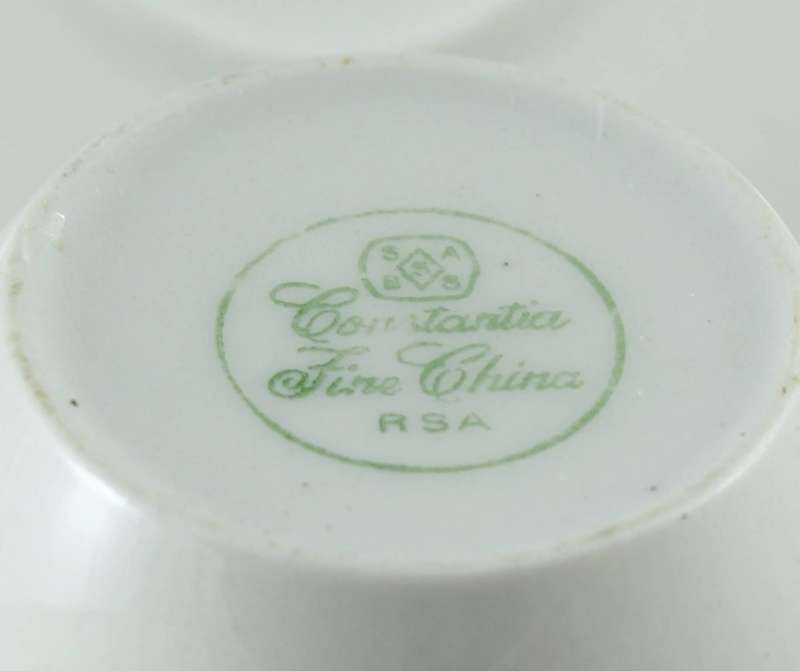 S A
B S
Constantia
Fine China
RSA